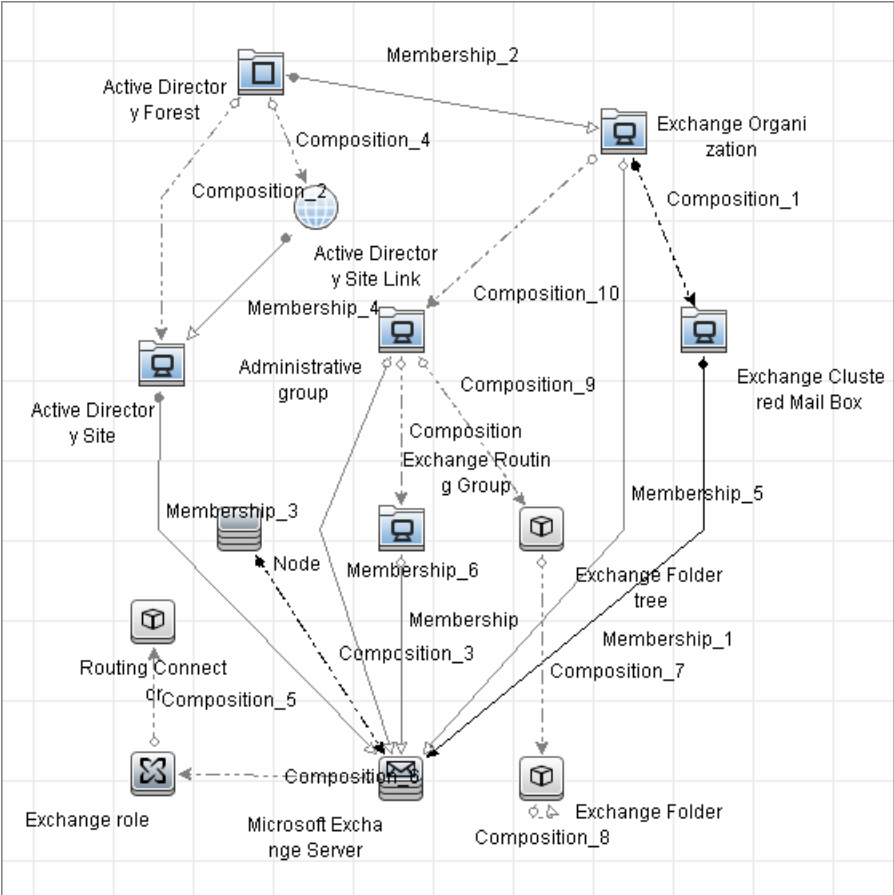 Membership_2
Active Director
y Forest
Exchange Organi
zation
Composition_4
Composition_2
Composition_1
Active Director
y Site Link
Composition_10
Membership_4
Administrative
group
Composition_9
Exchange Cluste
red Mail Box
Active Director
y Site
Composition
Exchange Routin
g Group
Membership_5
Membership_3
Node
Membership_6
Exchange Folder
tree
Membership
Membership_1
Composition_3
Routing Connect
or
Composition_7
Composition_5
Composition_6
Exchange role
Microsoft Excha
nge Server
Exchange Folder
Composition_8